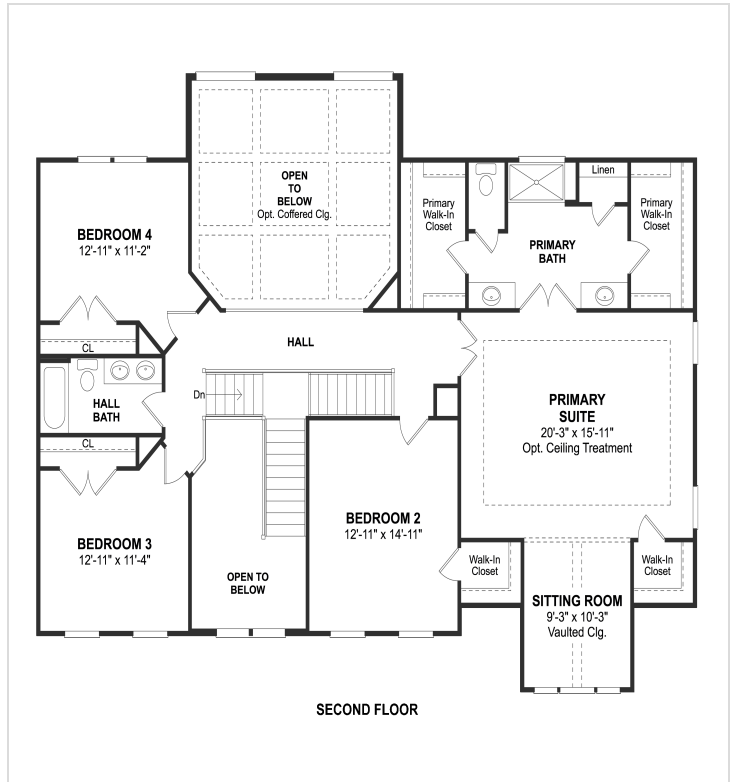 OPEN
TO
BELOW
Opt. Coffered Clg.
Linen
Primary
Walk-In
Closet
Primary
Walk-In
Closet
BEDROOM 4
12'-11" x 11'-2"
PRIMARY
BATH
CL
HALL
Dn
HALL
BATH
PRIMARY
SUITE
20'-3" x 15'-11"
Opt. Ceiling Treatment
CL
BEDROOM 2
12'-11" x 14'-11"
BEDROOM 3
12'-11" x 11'-4"
OPEN TO
BELOW
Walk-In
Closet
Walk-In
Closet
SITTING ROOM
9'-3" x 10'-3"
Vaulted Clg.
SECOND FLOOR